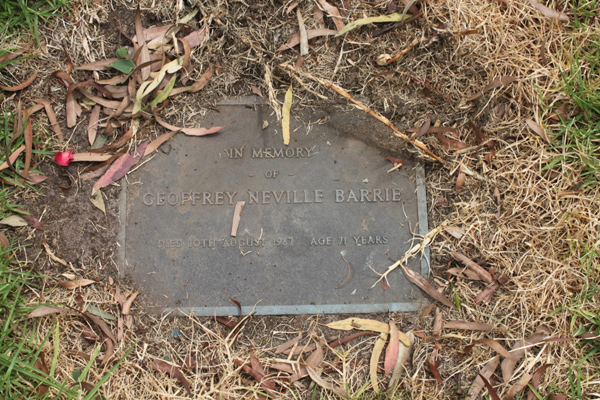 IN MEMORY
OF
GEOFFREY NEVILLE BARRIE
DIED 10TH AUGUST AGE 71 YEARS